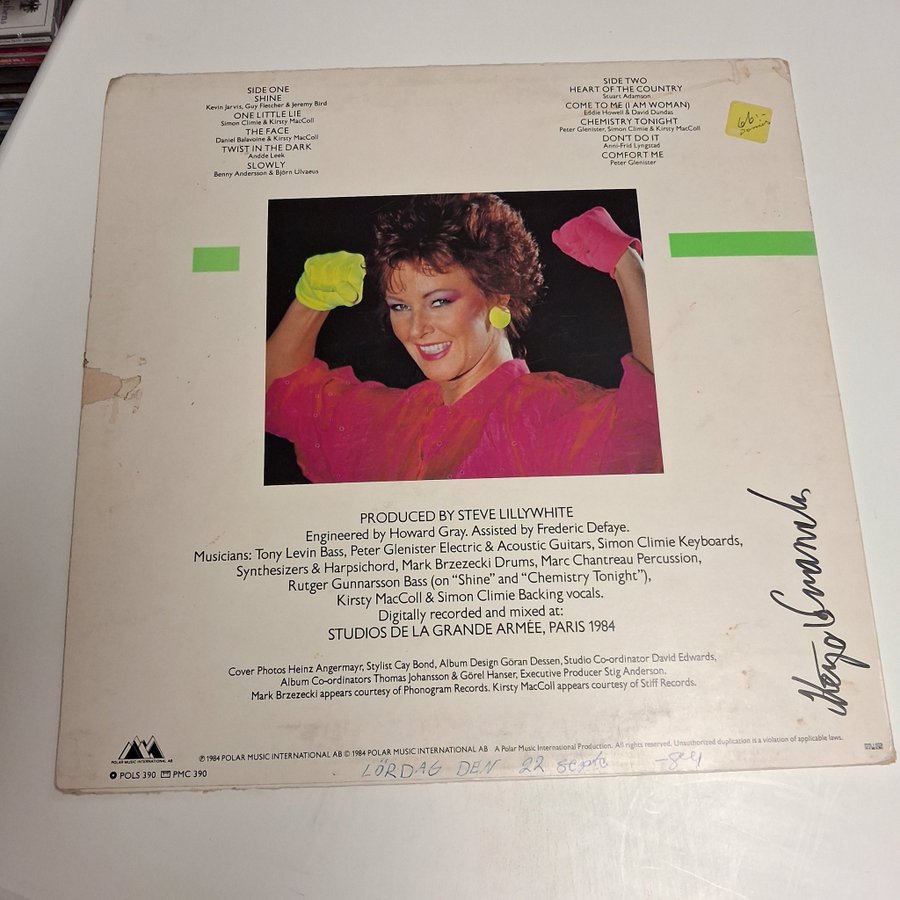 SIDE ONE
SHINE
Kevin Jarvis, Guy Fletcher & Jeremy Bird
ONE LITTLE LIE
Simon Climie & Kirsty MacColl
THE FACE
Daniel Balavoine & Kirsty MacColl
TWIST IN THE DARK
Andde Leek
SLOWLY
Benny Andersson & Björn Ulvaeus
SIDE TWO
HEART OF THE COUNTRY
Stuart Adamson
COME TO ME (I AM WOMAN)
Eddie Howell & David Dundas
CHEMISTRY TONIGHT
Peter Glenister, Simon Climie & Kirsty MacColl
DON'T DO IT
Anni-Frid Lyngstad
COMFORT ME
Peter Glenister
PRODUCED BY STEVE LILLYWHITE
Engineered by Howard Gray. Assisted by Frederic Defaye.
Musicians: Tony Levin Bass, Peter Glenister Electric & Acoustic Guitars, Simon Climie Keyboards,
Synthesizers & Harpsichord, Mark Brzezecki Drums, Marc Chantreau Percussion,
Rutger Gunnarsson Bass (on "Shine" and "Chemistry Tonight"),
Kirsty MacColl & Simon Climie Backing vocals.
Digitally recorded and mixed at:
STUDIOS DE LA GRANDE ARMÉE, PARIS 1984
Cover Photos Heinz Angermayr, Stylist Cay Bond, Album Design Göran Dessen, Studio Co-ordinator David Edwards,
Album Co-ordinators Thomas Johansson & Görel Hanser, Executive Producer Stig Anderson.
Mark Brzezecki appears courtesy of Phonogram Records. Kirsty MacColl appears courtesy of Stiff Records.
POLAR MUSIC INTERNATIONAL AB
℗ 1984 POLAR MUSIC INTERNATIONAL AB © 1984 POLAR MUSIC INTERNATIONAL AB A Polar Music International Production. All rights reserved. Unauthorized duplication is a violation of applicable laws.
POLS 390 PMC 390
LÖRDAG DEN 22 septe -84